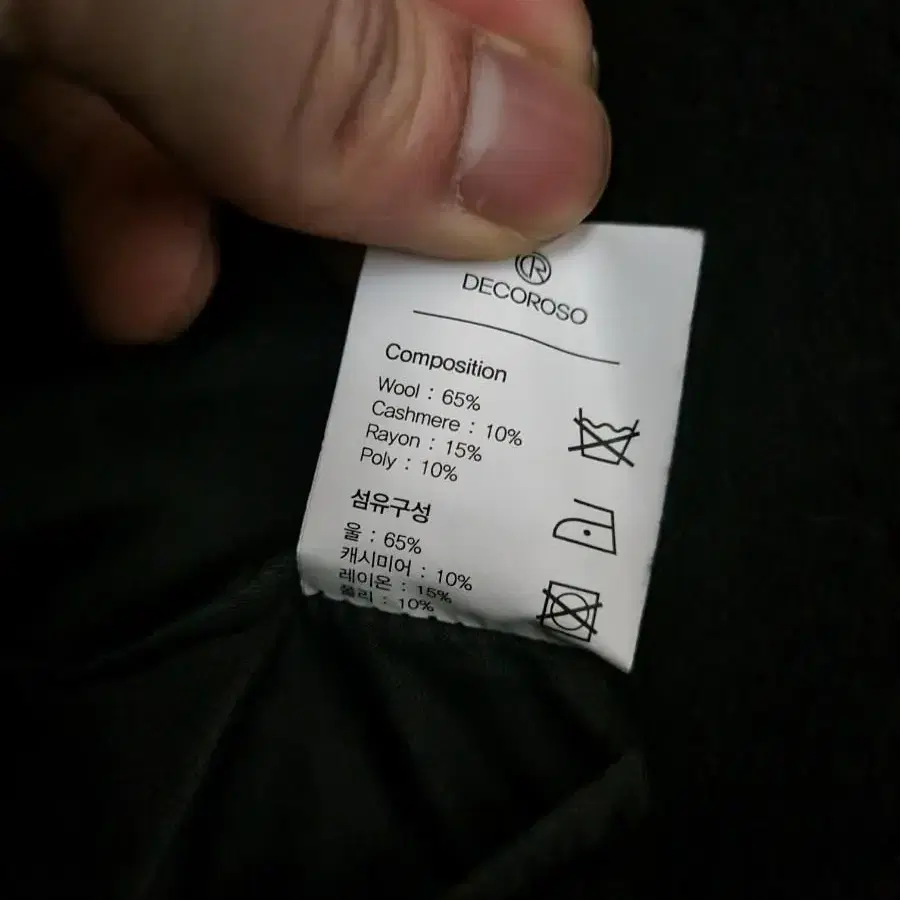 DECOROSO
Composition
Wool : 65%
Cashmere : 10%
Rayon : 15%
Poly : 10%
섬유구성
울 : 65%
캐시미어 : 10%
레이온 : 15%
폴리 : 10%